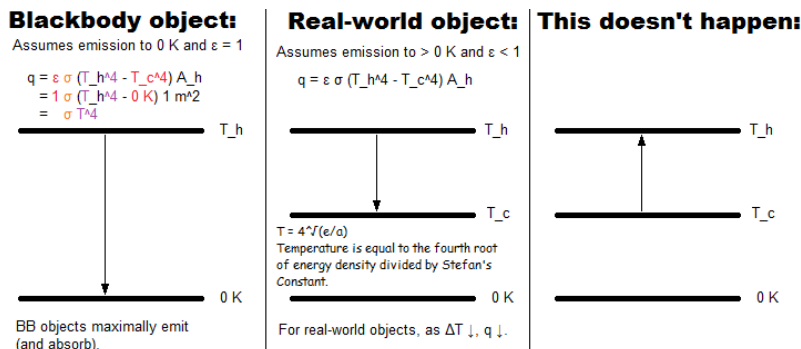 Blackbody object:
Assumes emission to 0 K and ε = 1
q = ε σ (T_h^4 - T_c^4) A_h
= 1 σ (T_h^4 - 0 K) 1 m^2
= σ T^4
T_h
0 K
BB objects maximally emit
(and absorb).
Real-world object:
Assumes emission to > 0 K and ε < 1
q = ε σ (T_h^4 - T_c^4) A_h
T_h
T_c
T = 4^√(e/a)
Temperature is equal to the fourth root
of energy density divided by Stefan's
Constant.
0 K
For real-world objects, as ΔT ↓, q ↓.
This doesn't happen:
T_h
T_c
0 K